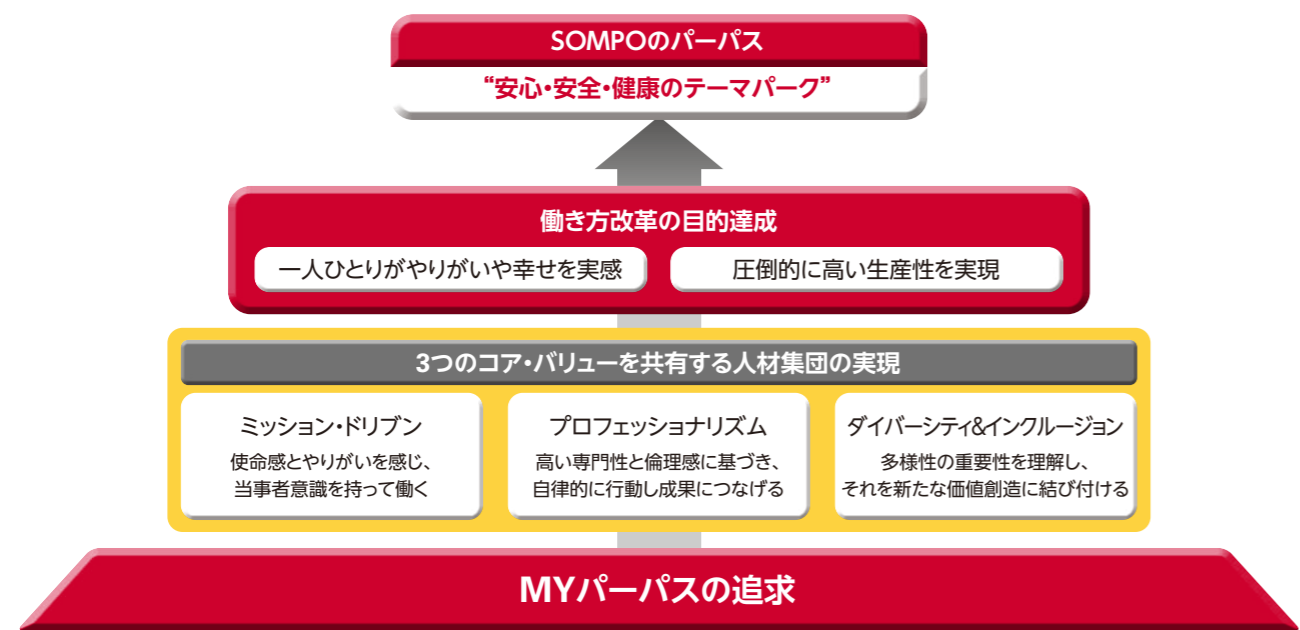 SOMPOのパーパス
“安心・安全・健康のテーマパーク”
働き方改革の目的達成
一人ひとりがやりがいや幸せを実感
圧倒的に高い生産性を実現
3つのコア・バリューを共有する人材集団の実現
ミッション・ドリブン
使命感とやりがいを感じ、
当事者意識を持って働く
プロフェッショナリズム
高い専門性と倫理感に基づき、
自律的に行動し成果につなげる
ダイバーシティ&インクルージョン
多様性の重要性を理解し、
それを新たな価値創造に結び付ける
MYパーパスの追求